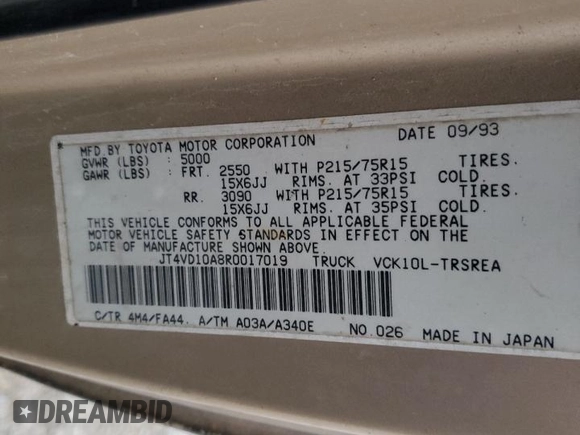 MFD BY TOYOTA MOTOR CORPORATION DATE 09/93
GVWR (LBS) : 5000
GAWR (LBS) : FRT. 2550 WITH P215/75R15 TIRES.
15X6JJ RIMS. AT 33PSI COLD.
RR. 3090 WITH P215/75R15 TIRES.
15X6JJ RIMS. AT 35PSI COLD.
THIS VEHICLE CONFORMS TO ALL APPLICABLE FEDERAL
MOTOR VEHICLE SAFETY STANDARDS IN EFFECT ON THE
DATE OF MANUFACTURE SHOWN ABOVE.
JT4VD10A8R0017019 TRUCK VCK10L-TRSREA
C/TR 4M4/FA44. A/TM A03A/A340E NO.026 MADE IN JAPAN
DREAMBID